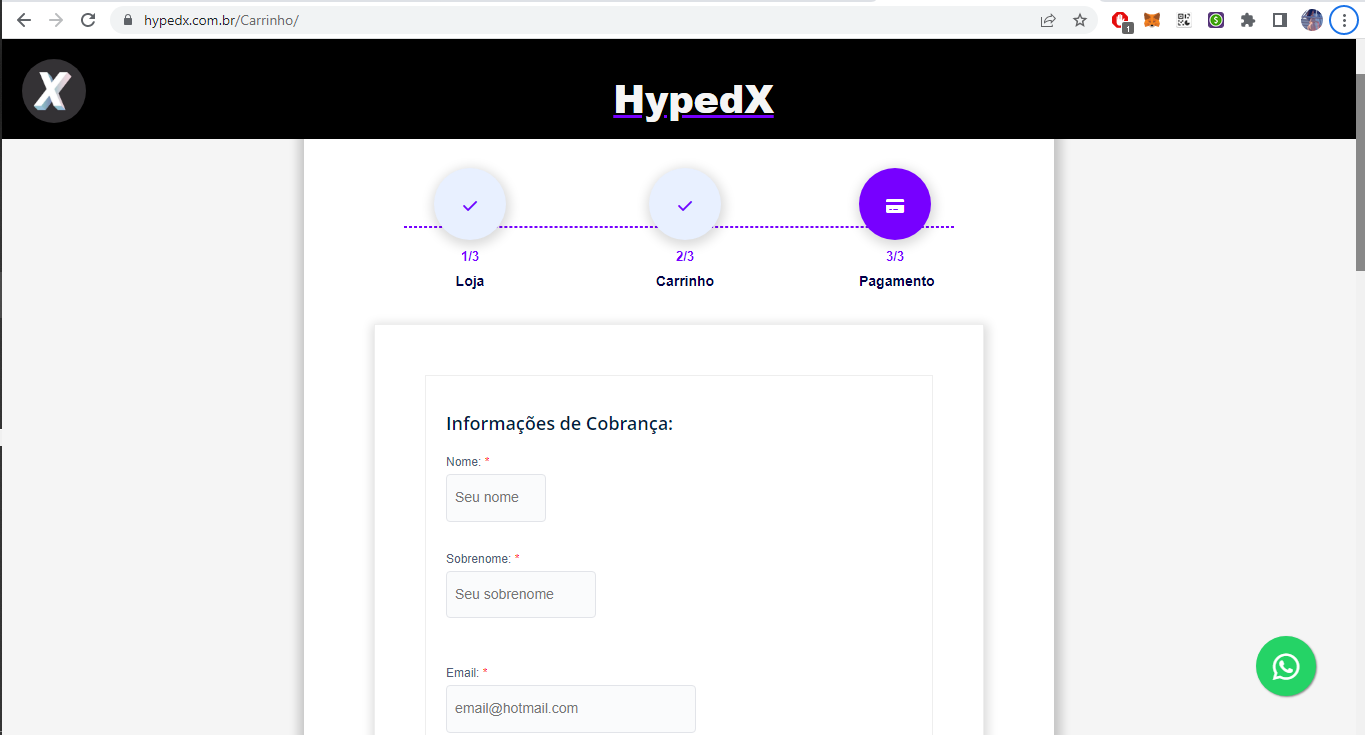 hypedx.com.br/Carrinho/
1
X
HypedX
1/3
2/3
3/3
Loja
Carrinho
Pagamento
Informações de Cobrança:
Nome: *
Seu nome
Sobrenome: *
Seu sobrenome
Email: *
email@hotmail.com